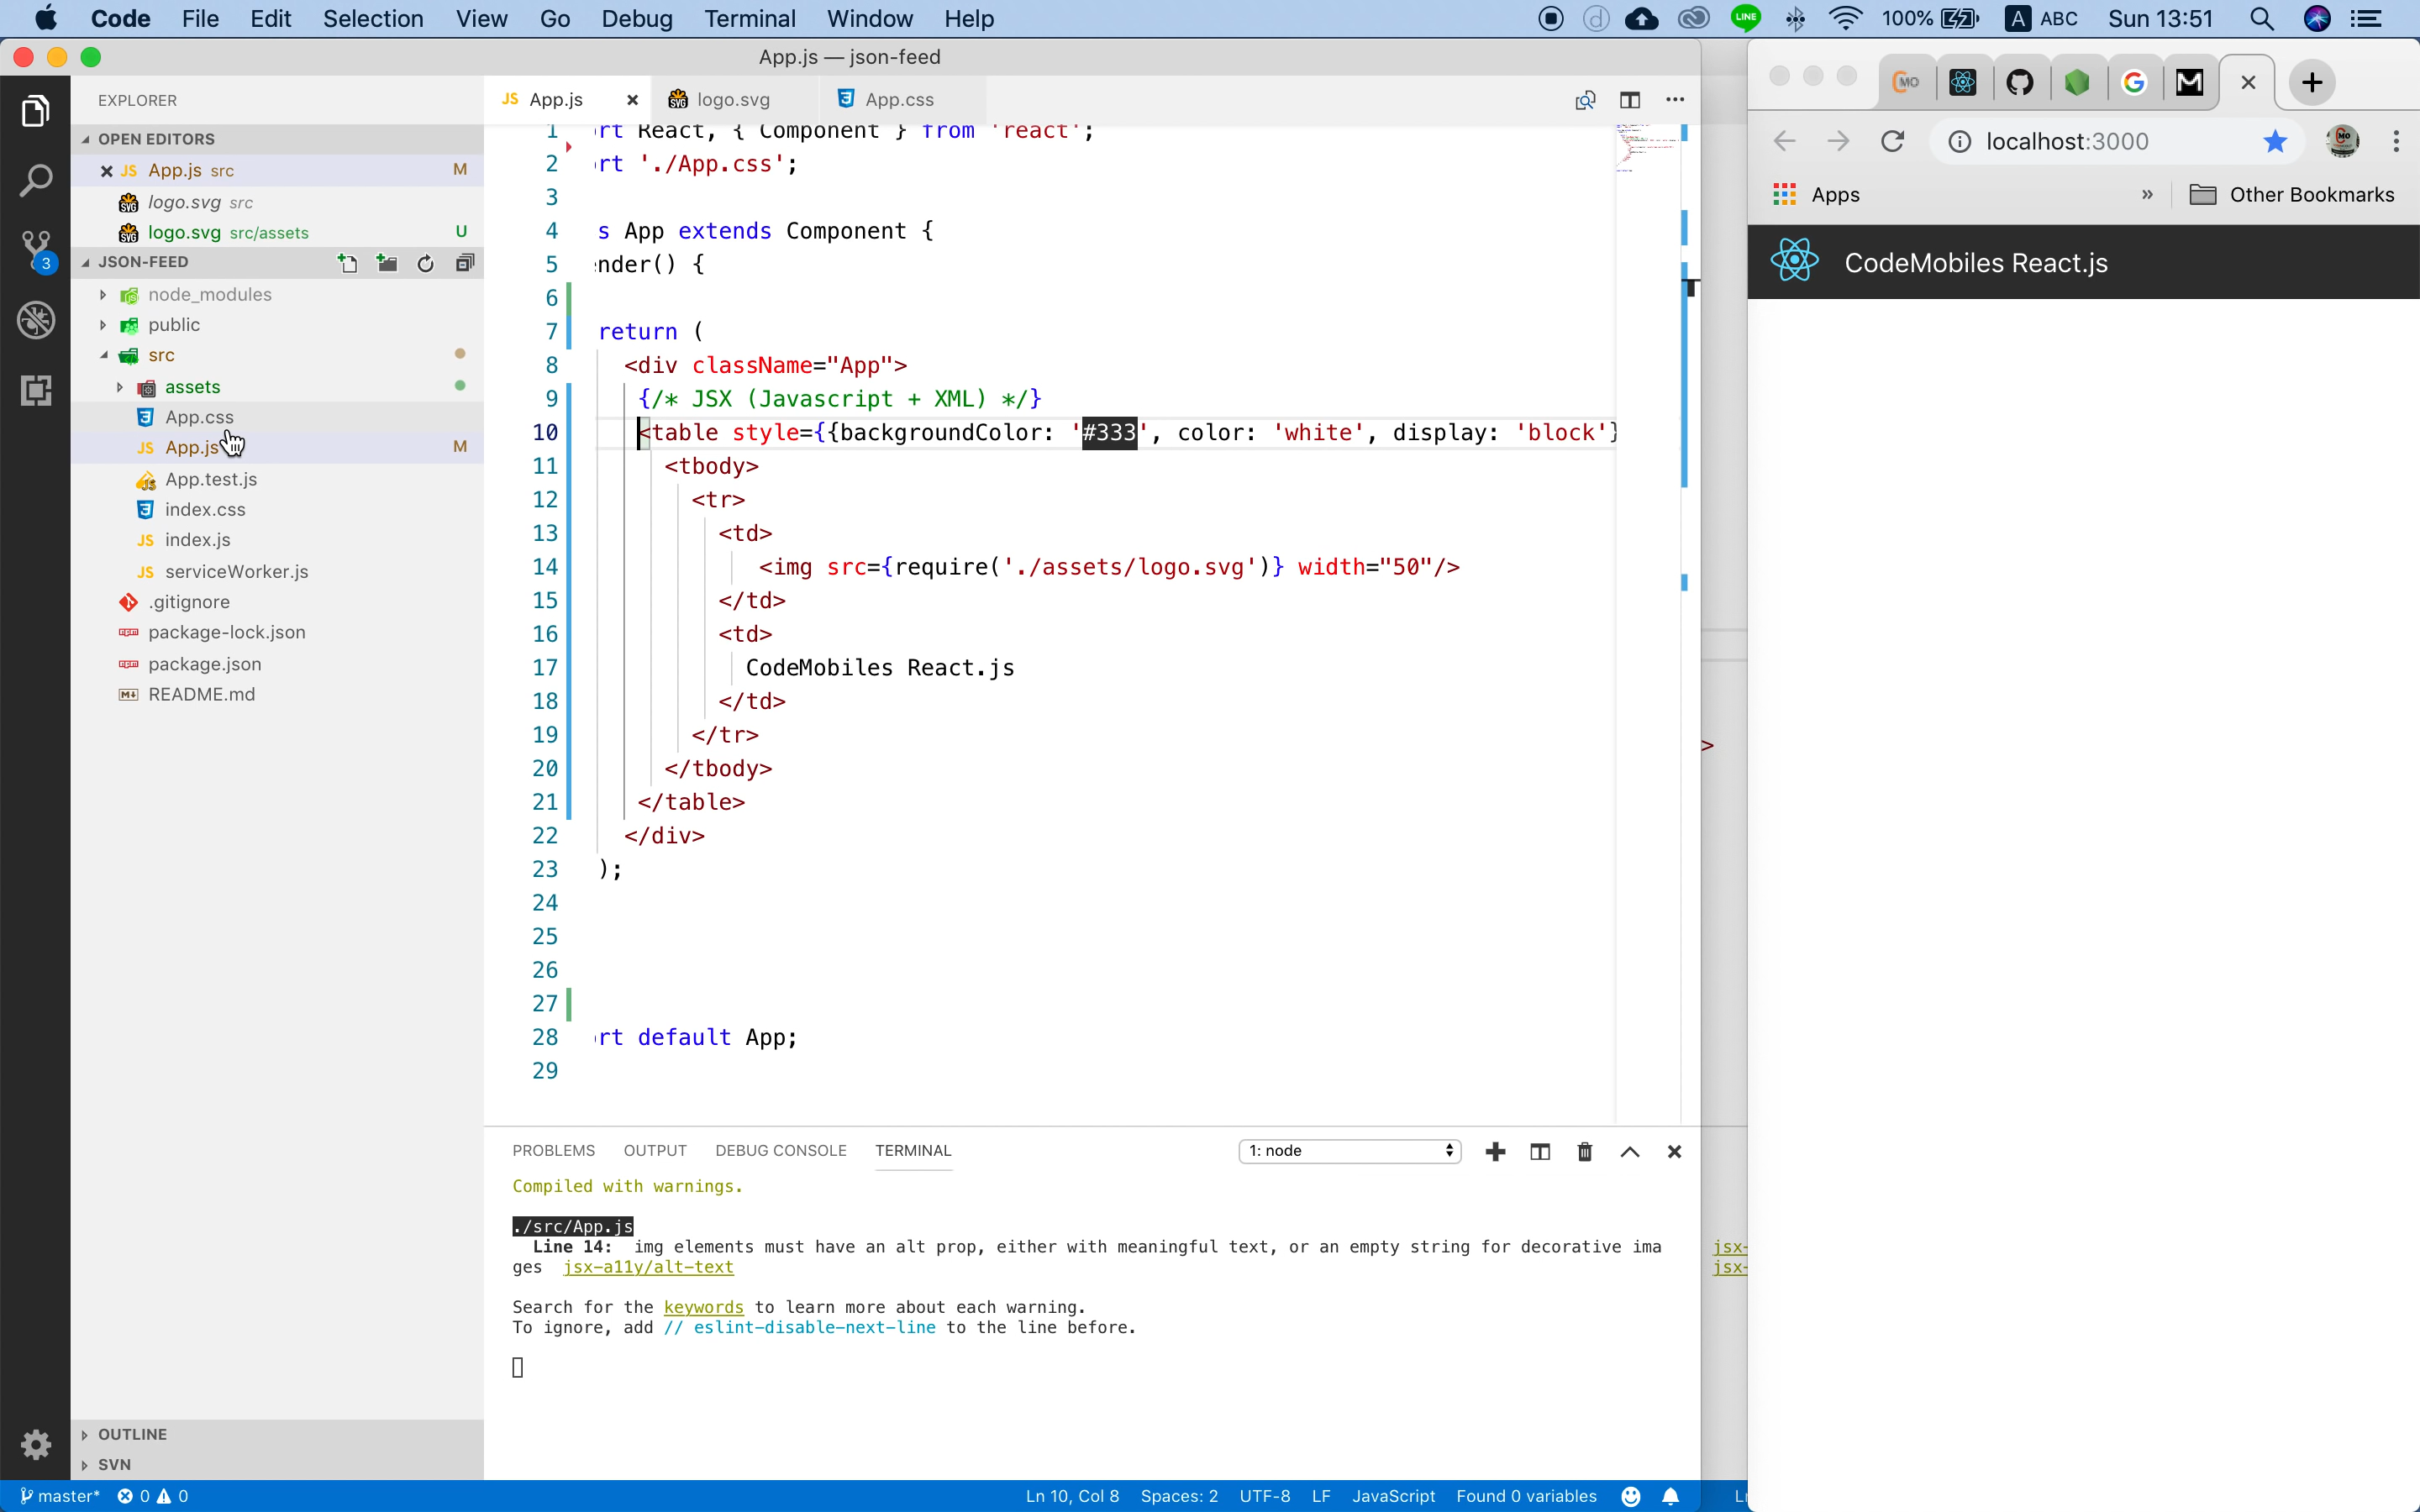 Code File Edit Selection View Go Debug Terminal Window Help
LINE 100% A ABC Sun 13:51
App.js — json-feed
EXPLORER
OPEN EDITORS
App.js src M
logo.svg src
logo.svg src/assets U
JSON-FEED
node_modules
public
src
assets
App.css
App.js M
App.test.js
index.css
index.js
serviceWorker.js
.gitignore
package-lock.json
package.json
README.md
OUTLINE
SVN
3
JS App.js logo.svg App.css
1 rt React, { Component } from 'react';
2 rt './App.css';
3
4 s App extends Component {
5 nder() {
6
7 return (
8 <div className="App">
9 {/* JSX (Javascript + XML) */}
10 <table style={{backgroundColor: '#333', color: 'white', display: 'block'}
11 <tbody>
12 <tr>
13 <td>
14 <img src={require('./assets/logo.svg')} width="50"/>
15 </td>
16 <td>
17 CodeMobiles React.js
18 </td>
19 </tr>
20 </tbody>
21 </table>
22 </div>
23 );
24
25
26
27
28 rt default App;
29
PROBLEMS OUTPUT DEBUG CONSOLE TERMINAL 1: node
Compiled with warnings.
./src/App.js
Line 14: img elements must have an alt prop, either with meaningful text, or an empty string for decorative ima
ges jsx-a11y/alt-text
Search for the keywords to learn more about each warning.
To ignore, add // eslint-disable-next-line to the line before.
master* 0 0 Ln 10, Col 8 Spaces: 2 UTF-8 LF JavaScript Found 0 variables
>
jsx-
jsx-
localhost:3000
Apps » Other Bookmarks
CodeMobiles React.js